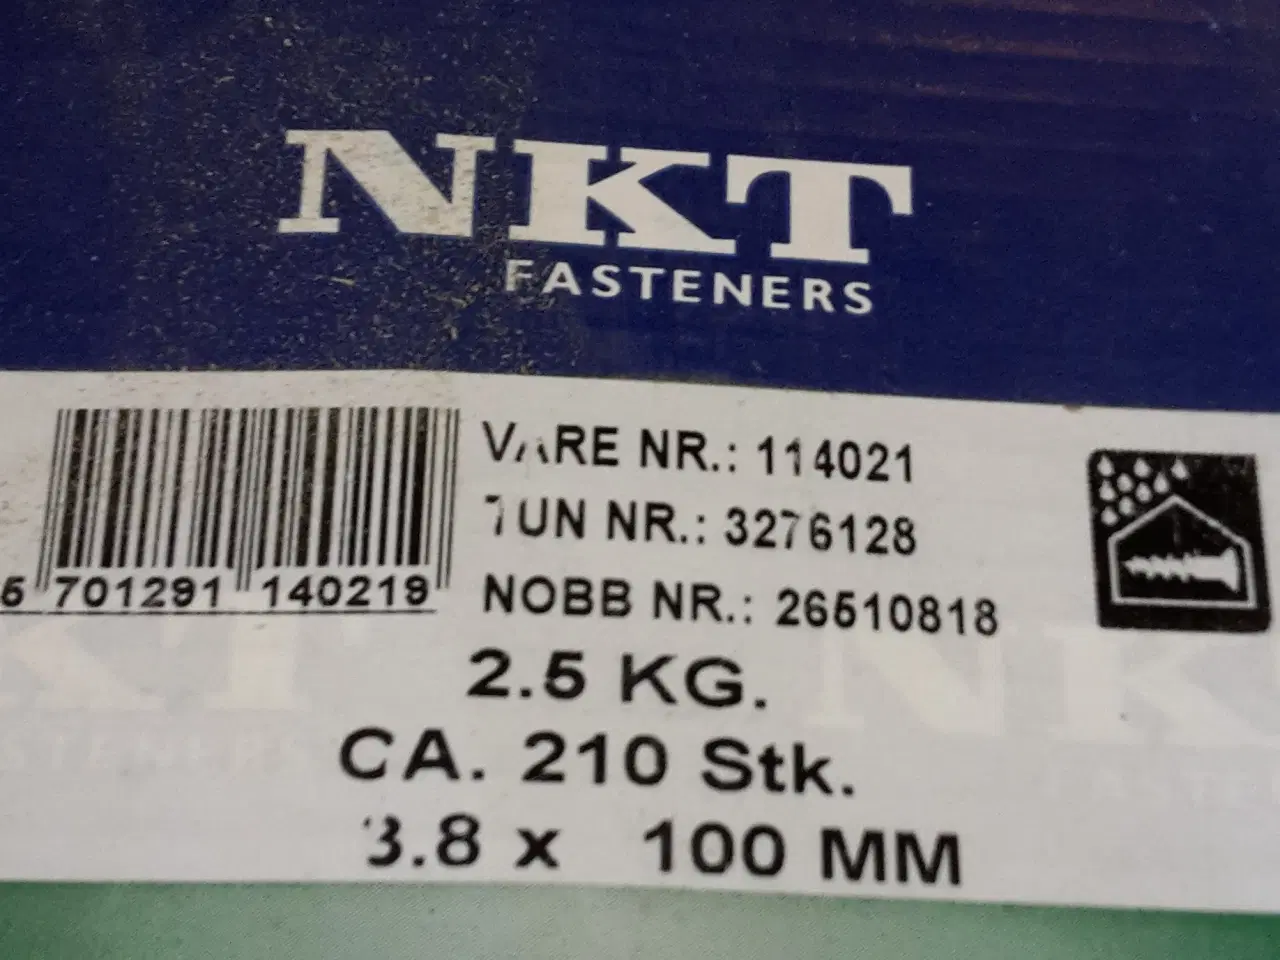 NKT
FASTENERS
VARE NR.: 114021
TUN NR.: 3276128
NOBB NR.: 26510818
5 701291 140219
2.5 KG.
CA. 210 Stk.
3.8 x 100 MM